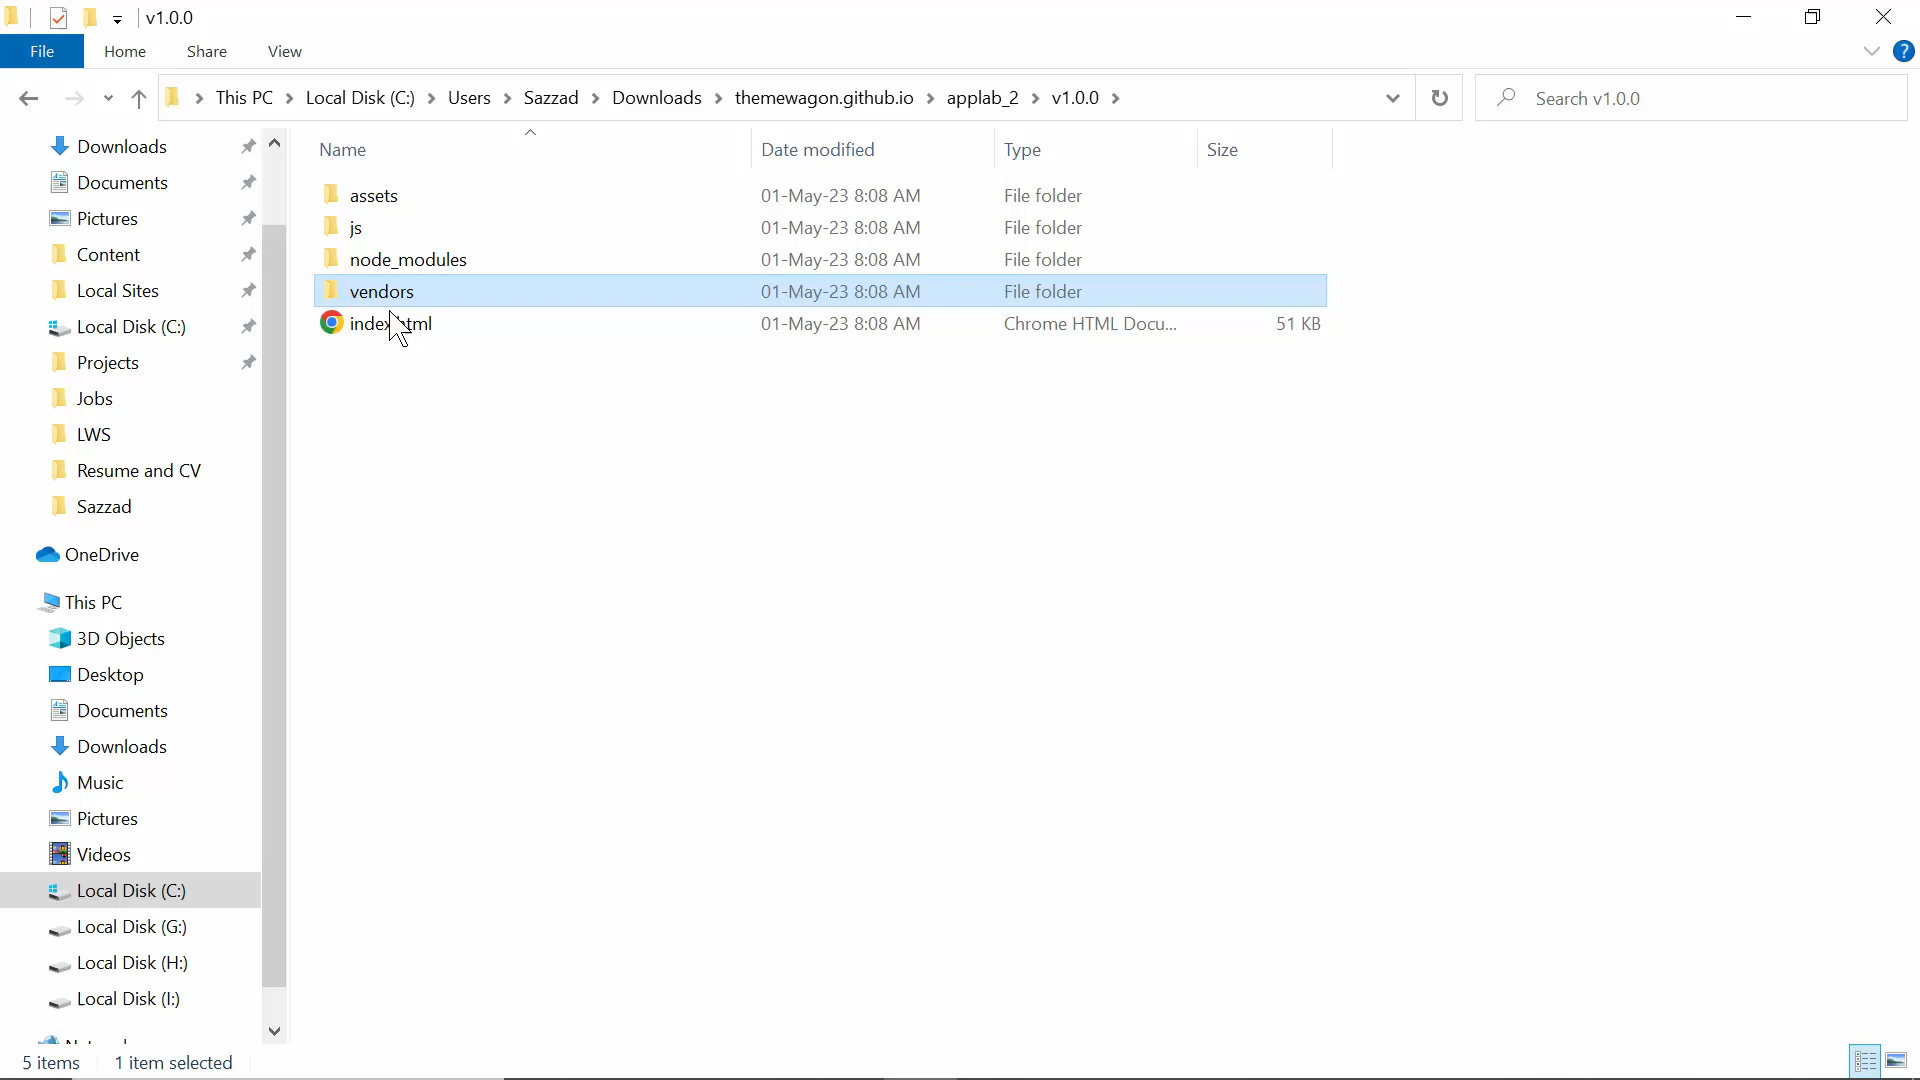 v1.0.0
File Home Share View
This PC Local Disk (C:) Users Sazzad Downloads themewagon.github.io applab_2 v1.0.0 Search v1.0.0
Name Date modified Type Size
assets 01-May-23 8:08 AM File folder
js 01-May-23 8:08 AM File folder
node_modules 01-May-23 8:08 AM File folder
vendors 01-May-23 8:08 AM File folder
index.html 01-May-23 8:08 AM Chrome HTML Docu... 51 KB
Downloads
Documents
Pictures
Content
Local Sites
Local Disk (C:)
Projects
Jobs
LWS
Resume and CV
Sazzad
OneDrive
This PC
3D Objects
Desktop
Documents
Downloads
Music
Pictures
Videos
Local Disk (C:)
Local Disk (G:)
Local Disk (H:)
Local Disk (I:)
5 items 1 item selected